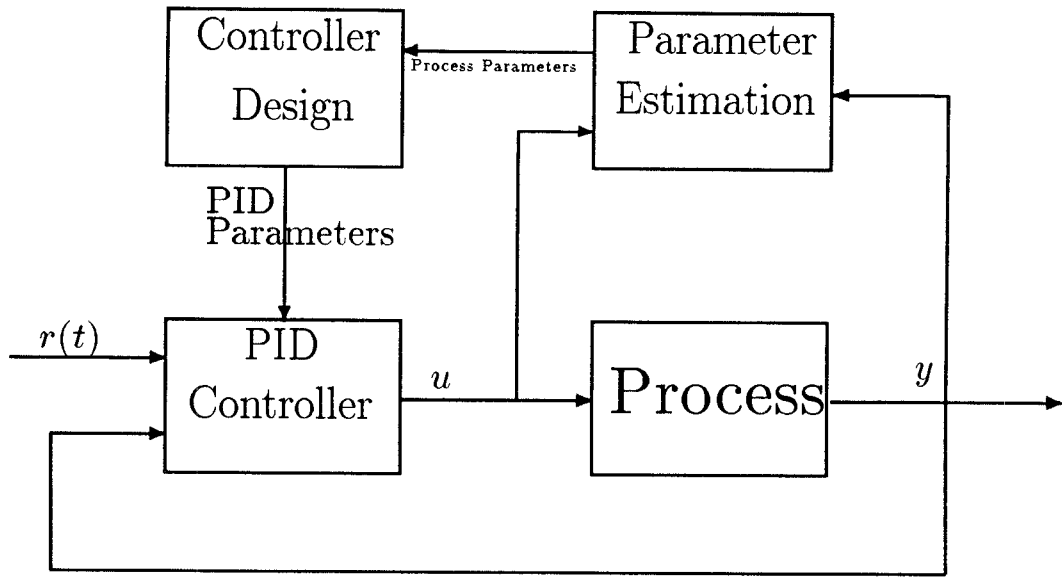 Controller
Design
Process Parameters
Parameter
Estimation
PID
Parameters
r(t)
PID
Controller
u
Process
y